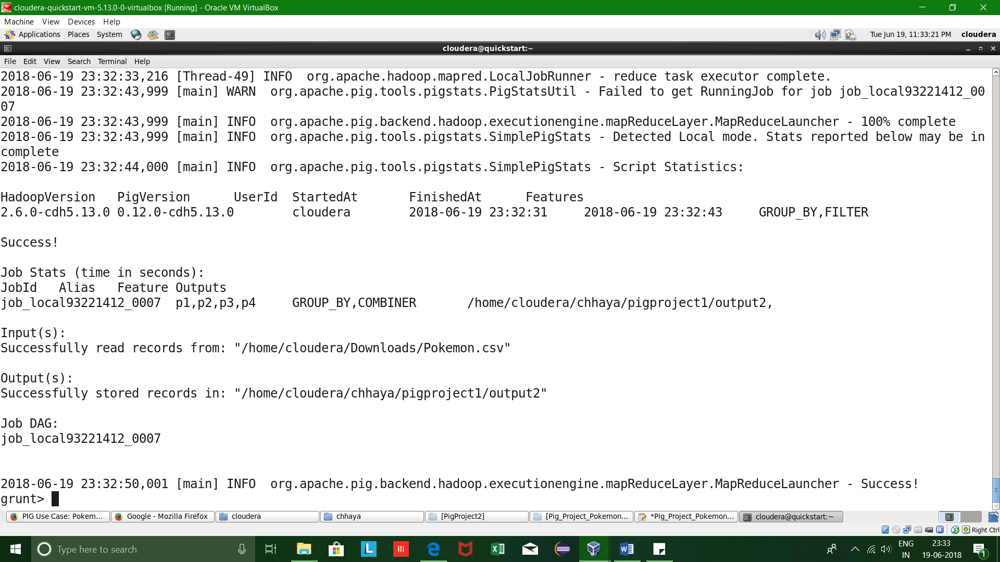 cloudera-quickstart-vm-5.13.0-0-virtualbox [Running] - Oracle VM VirtualBox
Machine View Devices Help
Applications Places System Tue Jun 19, 11:33:21 PM cloudera
cloudera@quickstart:~
File Edit View Search Terminal Help
2018-06-19 23:32:33,216 [Thread-49] INFO  org.apache.hadoop.mapred.LocalJobRunner - reduce task executor complete.
2018-06-19 23:32:43,999 [main] WARN  org.apache.pig.tools.pigstats.PigStatsUtil - Failed to get RunningJob for job job_local93221412_00
07
2018-06-19 23:32:43,999 [main] INFO  org.apache.pig.backend.hadoop.executionengine.mapReduceLayer.MapReduceLauncher - 100% complete
2018-06-19 23:32:43,999 [main] INFO  org.apache.pig.tools.pigstats.SimplePigStats - Detected Local mode. Stats reported below may be in
complete
2018-06-19 23:32:44,000 [main] INFO  org.apache.pig.tools.pigstats.SimplePigStats - Script Statistics:
HadoopVersion PigVersion UserId StartedAt FinishedAt Features
2.6.0-cdh5.13.0 0.12.0-cdh5.13.0 cloudera 2018-06-19 23:32:31 2018-06-19 23:32:43 GROUP_BY,FILTER
Success!
Job Stats (time in seconds):
JobId Alias Feature Outputs
job_local93221412_0007 p1,p2,p3,p4 GROUP_BY,COMBINER /home/cloudera/chhaya/pigproject1/output2,
Input(s):
Successfully read records from: "/home/cloudera/Downloads/Pokemon.csv"
Output(s):
Successfully stored records in: "/home/cloudera/chhaya/pigproject1/output2"
Job DAG:
job_local93221412_0007
2018-06-19 23:32:50,001 [main] INFO  org.apache.pig.backend.hadoop.executionengine.mapReduceLayer.MapReduceLauncher - Success!
grunt>
PIG Use Case: Pokem... Google - Mozilla Firefox cloudera chhaya [PigProject2] [Pig_Project_Pokemon... *Pig_Project_Pokemon... cloudera@quickstart:~
Right Ctrl
Type here to search
ENG 23:33
IN 19-06-2018 1